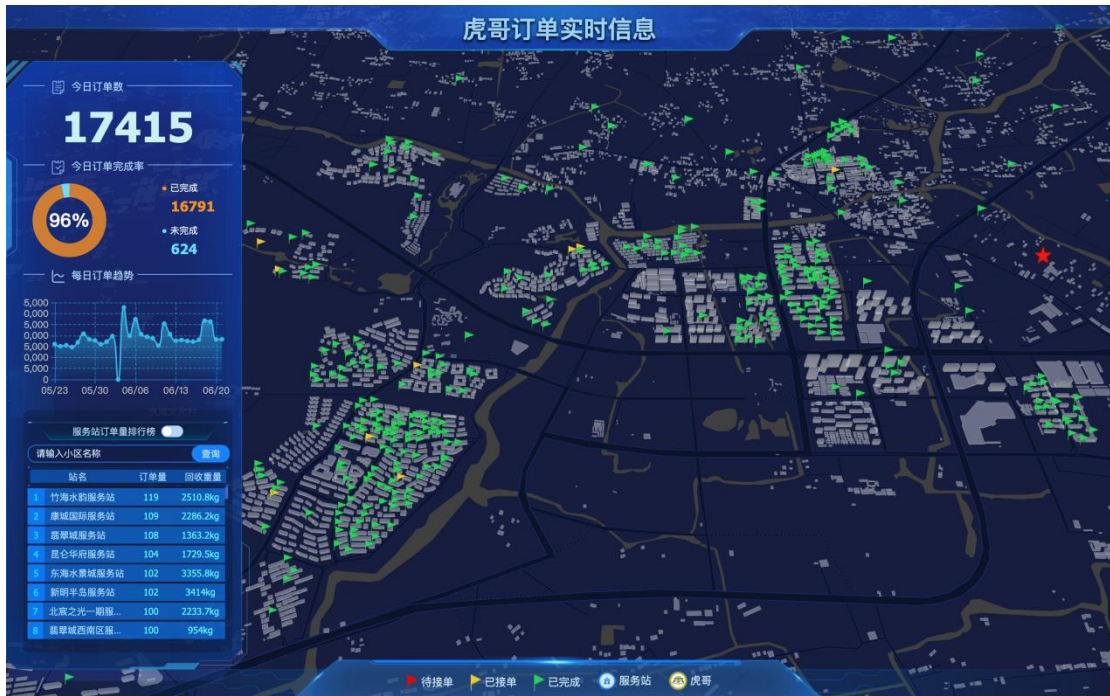 虎哥订单实时信息
今日订单数
17415
今日订单完成率
96%
已完成
16791
未完成
624
每日订单趋势
5,000
0,000
5,000
0,000
5,000
0,000
5,000
0
05/23 05/30 06/06 06/13 06/20
服务站订单量排行榜
请输入小区名称 查询
站名 订单量 回收重量
1 竹海水韵服务站 119 2510.8kg
2 康城国际服务站 109 2286.2kg
3 翡翠城服务站 108 1363.2kg
4 昆仑华府服务站 104 1729.5kg
5 东海水景城服务站 102 3355.8kg
6 新明半岛服务站 102 3414kg
7 北宸之光一期服... 100 2233.7kg
8 翡翠城西南区服... 100 954kg
待接单 已接单 已完成 服务站 虎哥